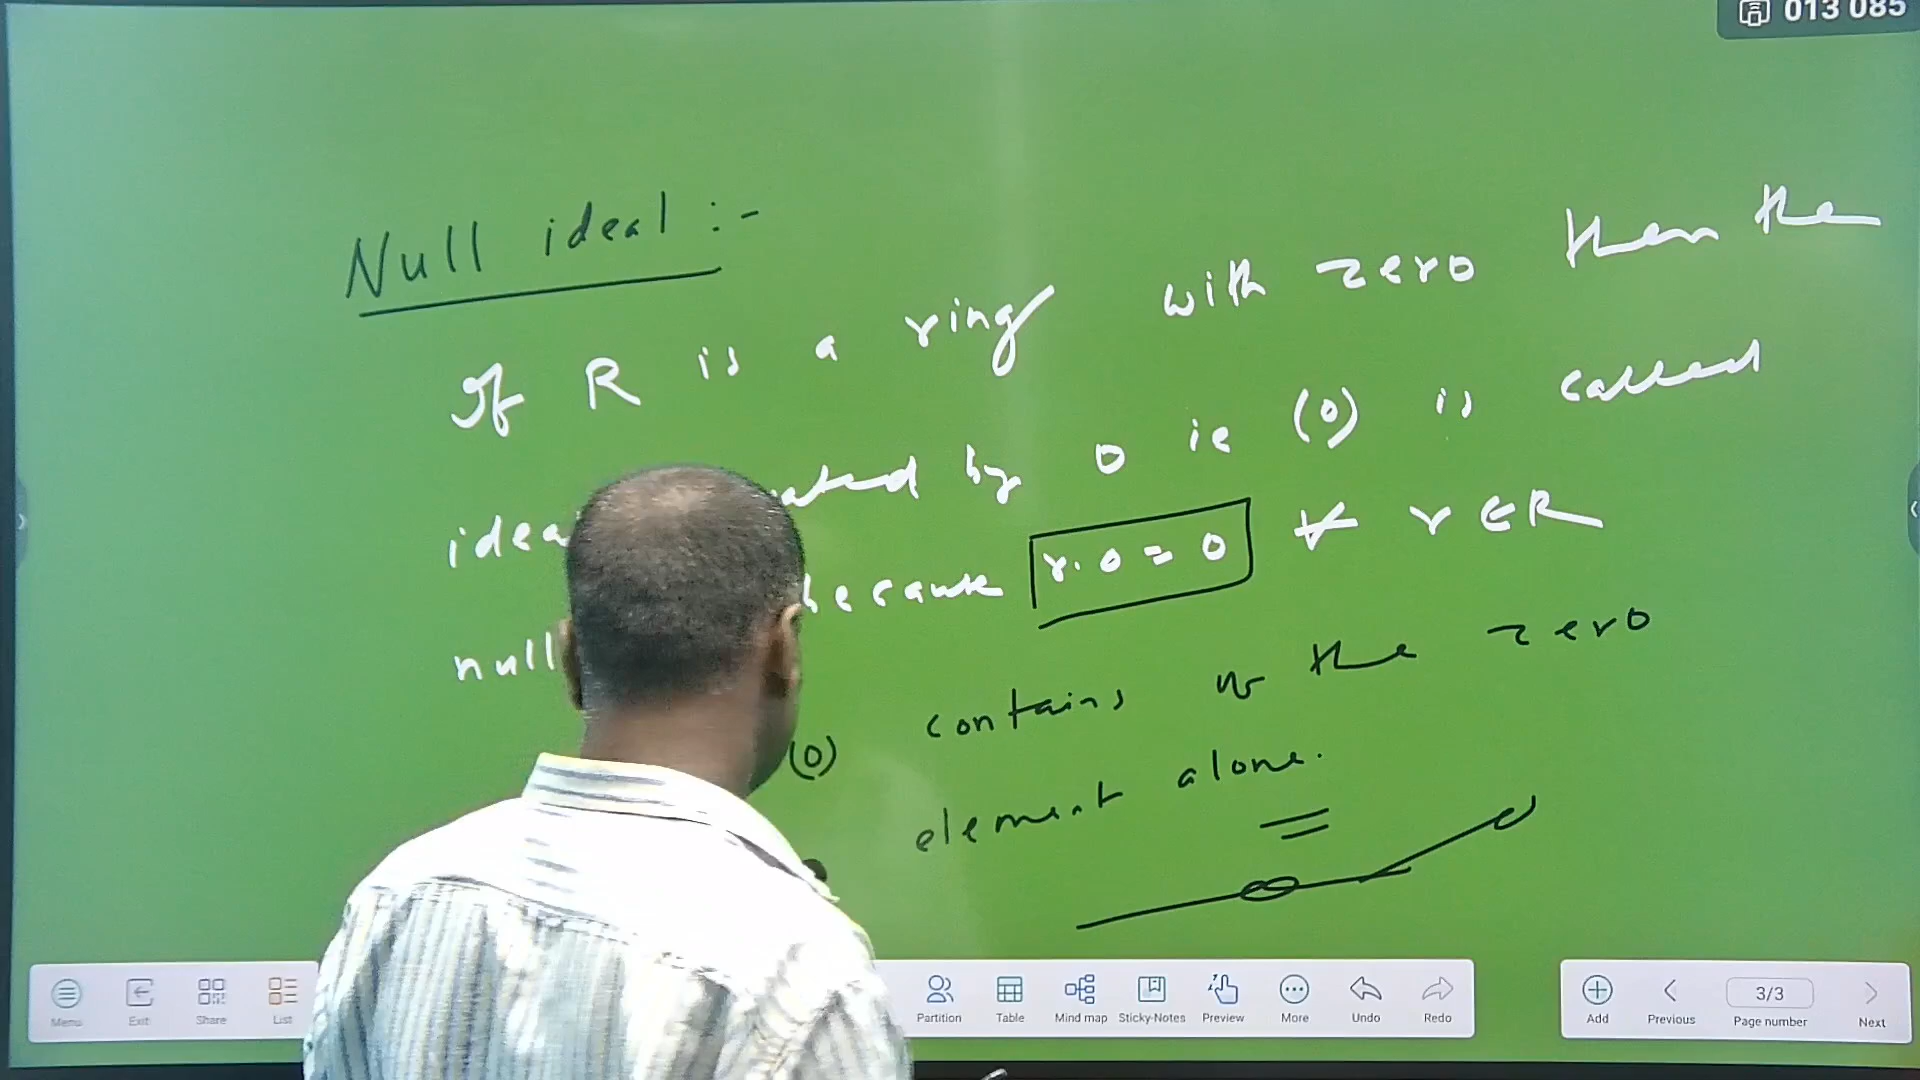 013 085
Null ideal :-
If R is a ring with zero then the
by 0 ie (0) is called
null because r.0 = 0 ∀ r ∈ R
(0) contains the zero
element alone.
Menu Exit Share List Partition Table Mind map Sticky-Notes Preview More Undo Redo Add Previous 3/3 Page number Next